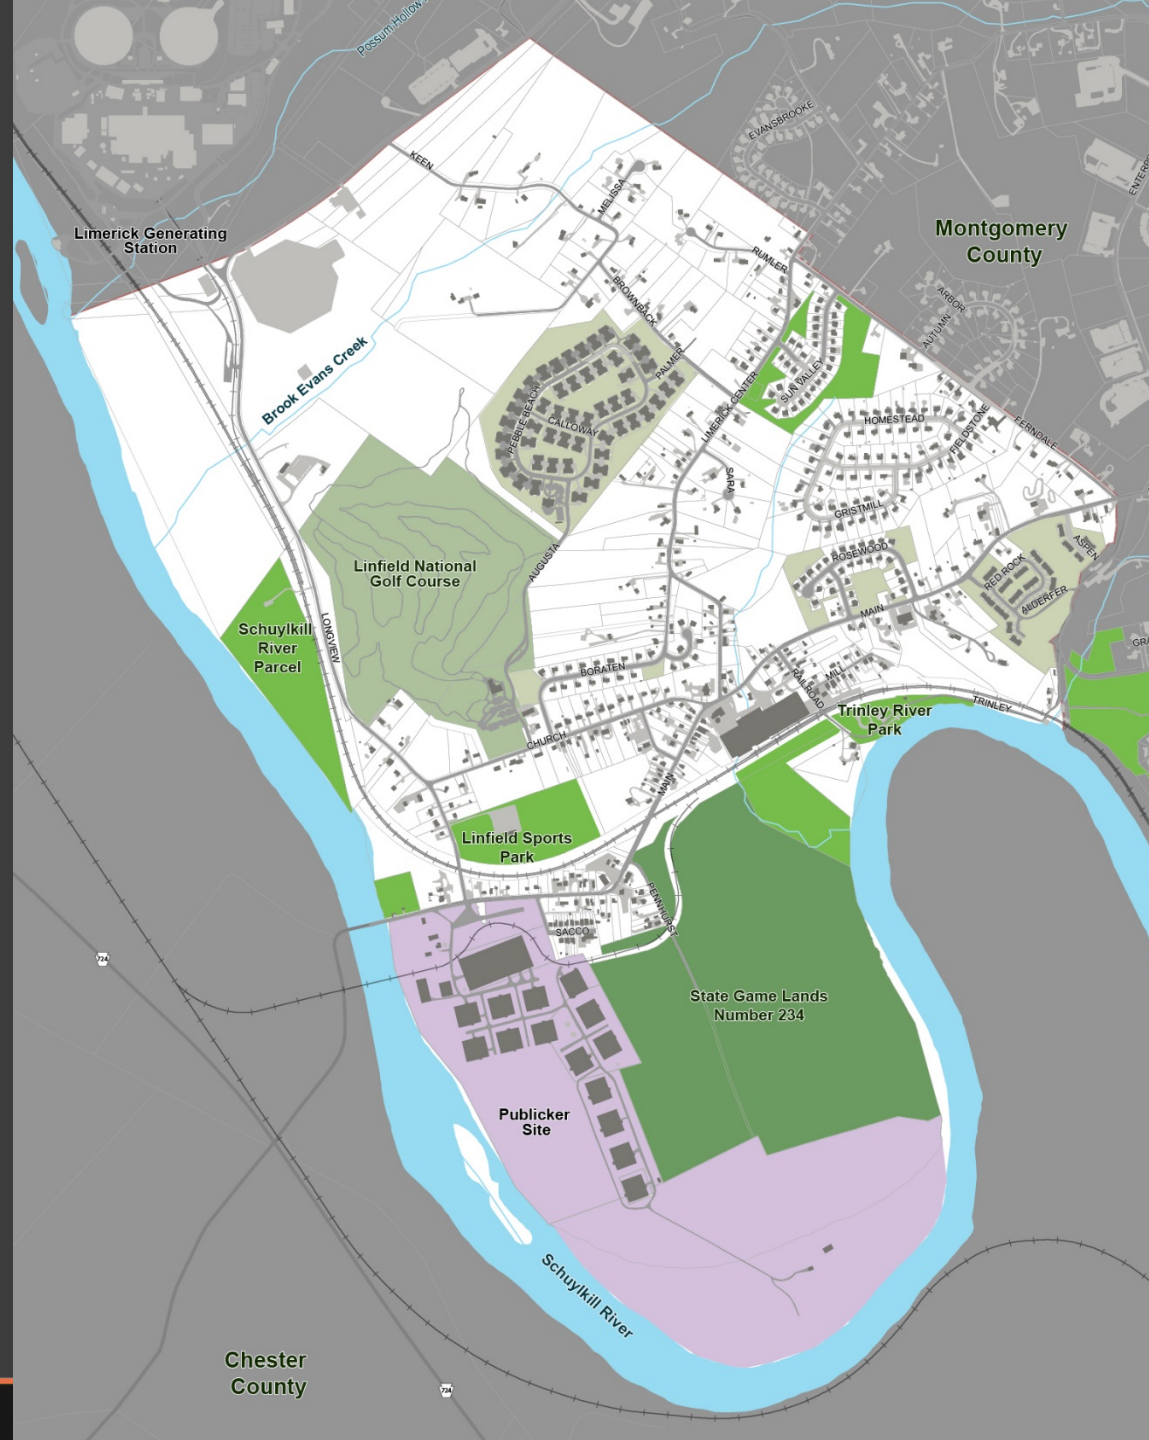 Possum Hollow
EVANSBROOKE
KEEN
MELISSA
Limerick Generating
Station
Montgomery
County
RUMLER
BROWNBACK
ARBOR
AUTUMN
Brook Evans Creek
PALMER
SUN VALLEY
PEBBLE BEACH
CALLOWAY
LIMERICK CENTER
HOMESTEAD
FIELDSTONE
FERNDALE
SARA
GRISTMILL
ROSEWOOD
ASPEN
Linfield National
Golf Course
AUGUSTA
RED ROCK
ALDERFER
MAIN
Schuylkill
River
Parcel
LONGVIEW
BORATEN
MILL
RAILROAD
Trinley River
Park
TRINLEY
CHURCH
MAIN
Linfield Sports
Park
PENNHURST
SACCO
724
State Game Lands
Number 234
Publicker
Site
Schuylkill River
Chester
County
724